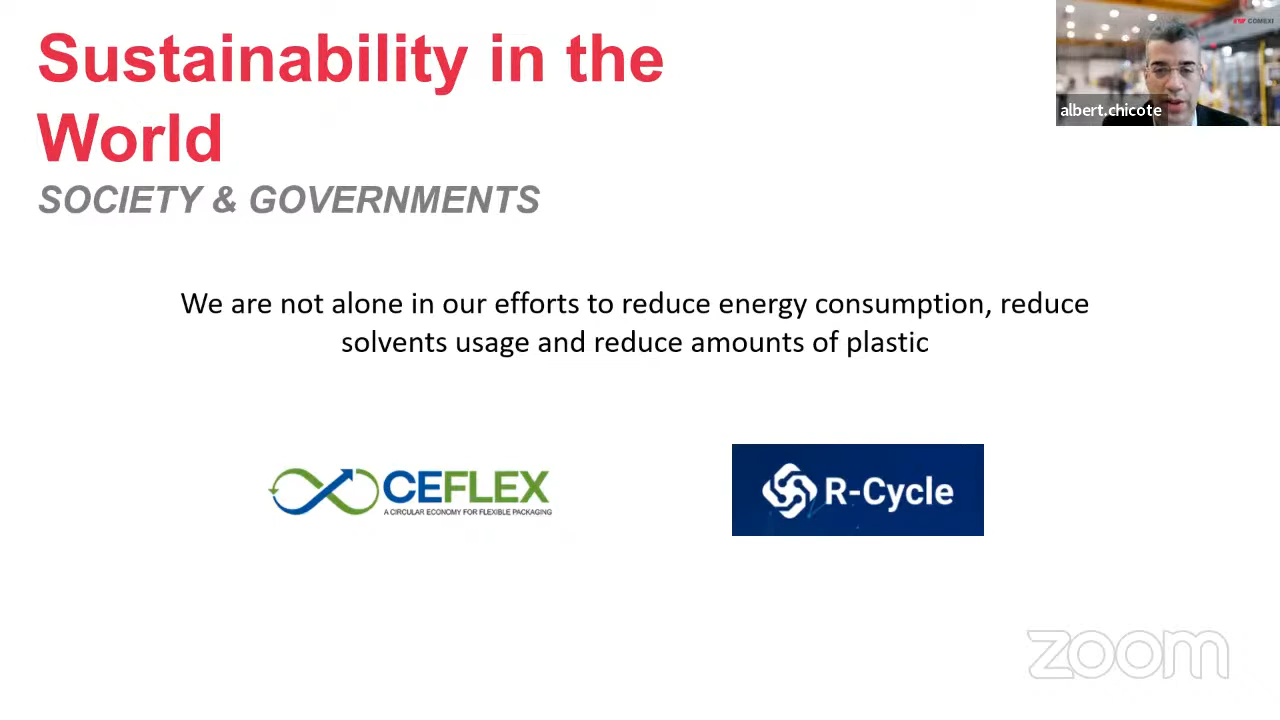 Sustainability in the
World
SOCIETY & GOVERNMENTS
COMEXI
albert.chicote
We are not alone in our efforts to reduce energy consumption, reduce
solvents usage and reduce amounts of plastic
CEFLEX
A CIRCULAR ECONOMY FOR FLEXIBLE PACKAGING
R-Cycle
zoom